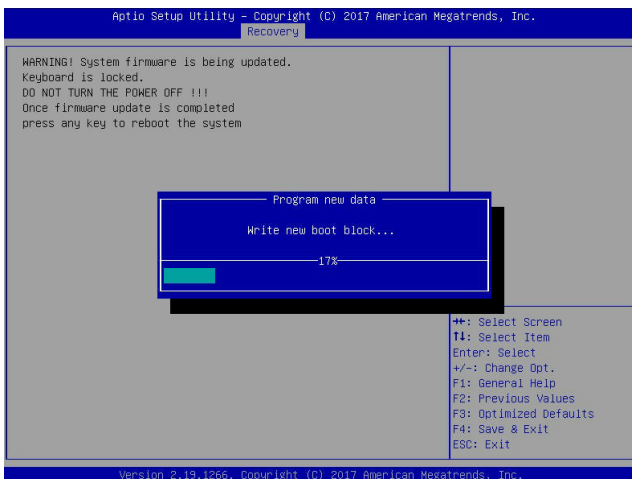 Aptio Setup Utility – Copyright (C) 2017 American Megatrends, Inc.
Recovery
WARNING! System firmware is being updated.
Keyboard is locked.
DO NOT TURN THE POWER OFF !!!
Once firmware update is completed
press any key to reboot the system
Program new data
Write new boot block...
17%
→←: Select Screen
↑↓: Select Item
Enter: Select
+/-: Change Opt.
F1: General Help
F2: Previous Values
F3: Optimized Defaults
F4: Save & Exit
ESC: Exit
Version 2.19.1266. Copyright (C) 2017 American Megatrends, Inc.